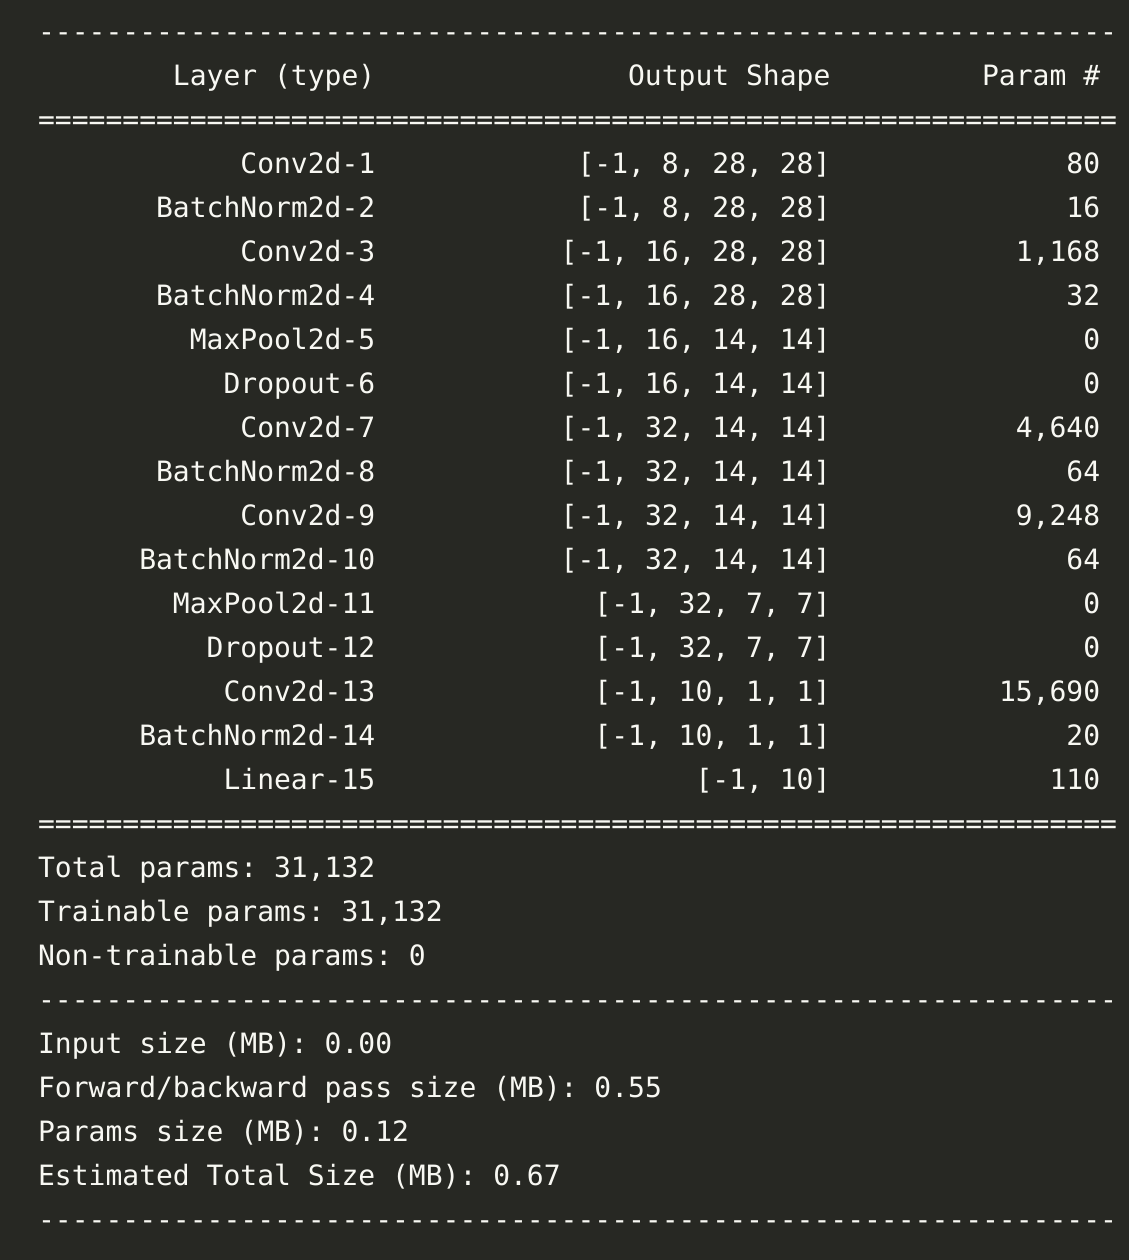 ----------------------------------------------------------------
        Layer (type)               Output Shape         Param #
================================================================
            Conv2d-1            [-1, 8, 28, 28]              80
       BatchNorm2d-2            [-1, 8, 28, 28]              16
            Conv2d-3           [-1, 16, 28, 28]           1,168
       BatchNorm2d-4           [-1, 16, 28, 28]              32
         MaxPool2d-5           [-1, 16, 14, 14]               0
           Dropout-6           [-1, 16, 14, 14]               0
            Conv2d-7           [-1, 32, 14, 14]           4,640
       BatchNorm2d-8           [-1, 32, 14, 14]              64
            Conv2d-9           [-1, 32, 14, 14]           9,248
      BatchNorm2d-10           [-1, 32, 14, 14]              64
        MaxPool2d-11             [-1, 32, 7, 7]               0
          Dropout-12             [-1, 32, 7, 7]               0
           Conv2d-13             [-1, 10, 1, 1]          15,690
      BatchNorm2d-14             [-1, 10, 1, 1]              20
           Linear-15                   [-1, 10]             110
================================================================
Total params: 31,132
Trainable params: 31,132
Non-trainable params: 0
----------------------------------------------------------------
Input size (MB): 0.00
Forward/backward pass size (MB): 0.55
Params size (MB): 0.12
Estimated Total Size (MB): 0.67
----------------------------------------------------------------